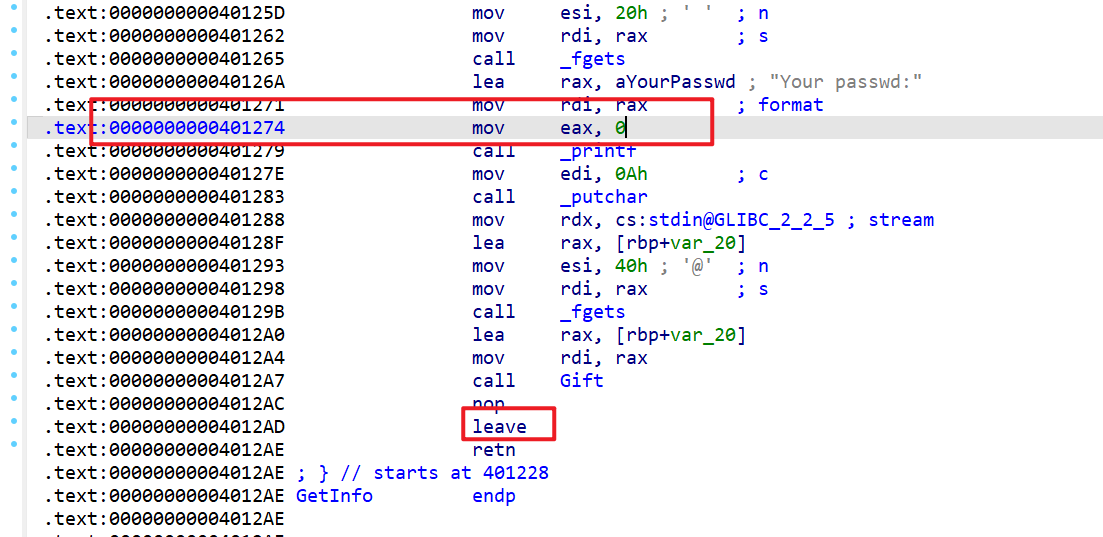 .text:000000000040125D mov esi, 20h ; ' ' ; n
.text:0000000000401262 mov rdi, rax ; s
.text:0000000000401265 call _fgets
.text:000000000040126A lea rax, aYourPasswd ; "Your passwd:"
.text:0000000000401271 mov rdi, rax ; format
.text:0000000000401274 mov eax, 0
.text:0000000000401279 call _printf
.text:000000000040127E mov edi, 0Ah ; c
.text:0000000000401283 call _putchar
.text:0000000000401288 mov rdx, cs:stdin@GLIBC_2_2_5 ; stream
.text:000000000040128F lea rax, [rbp+var_20]
.text:0000000000401293 mov esi, 40h ; '@' ; n
.text:0000000000401298 mov rdi, rax ; s
.text:000000000040129B call _fgets
.text:00000000004012A0 lea rax, [rbp+var_20]
.text:00000000004012A4 mov rdi, rax
.text:00000000004012A7 call Gift
.text:00000000004012AC nop
.text:00000000004012AD leave
.text:00000000004012AE retn
.text:00000000004012AE ; } // starts at 401228
.text:00000000004012AE GetInfo endp
.text:00000000004012AE